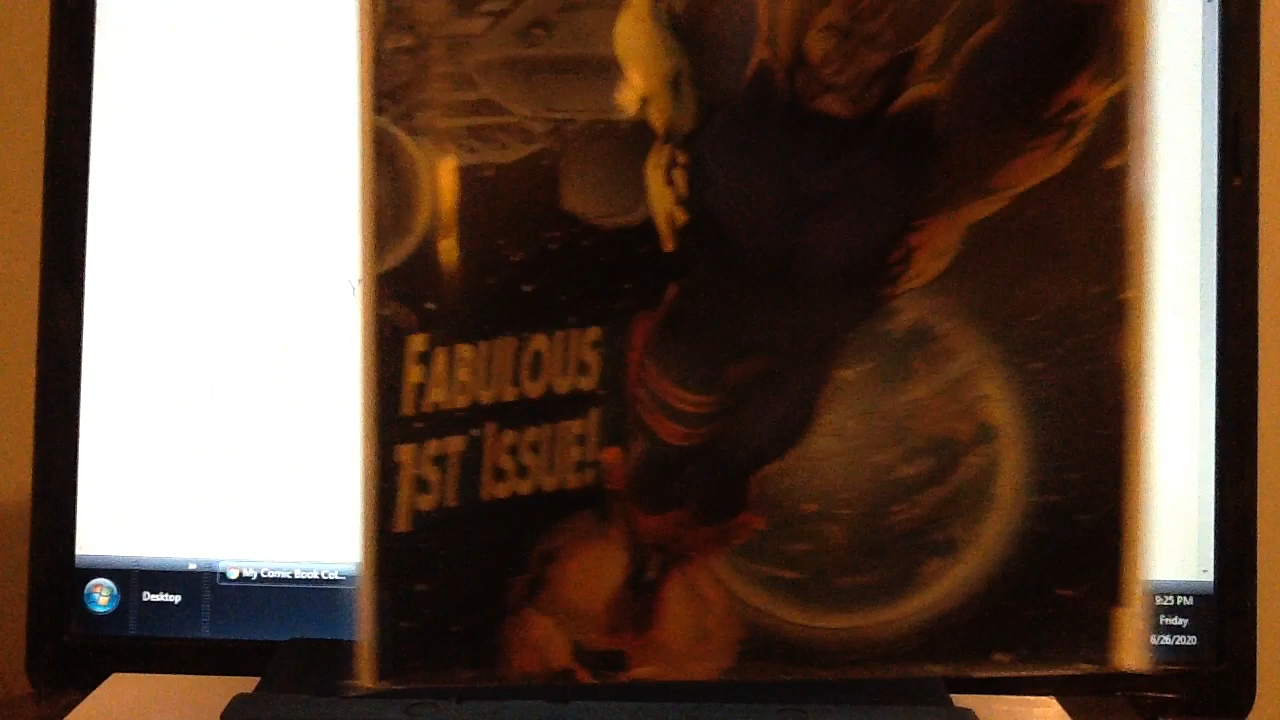 FABULOUS
1ST ISSUE!
My Comic Book Col...
Desktop
9:25 PM
Friday
6/26/2020